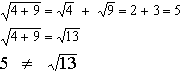 √(4 + 9) = √4 + √9 = 2 + 3 = 5
√(4 + 9) = √13
5 ≠ √13